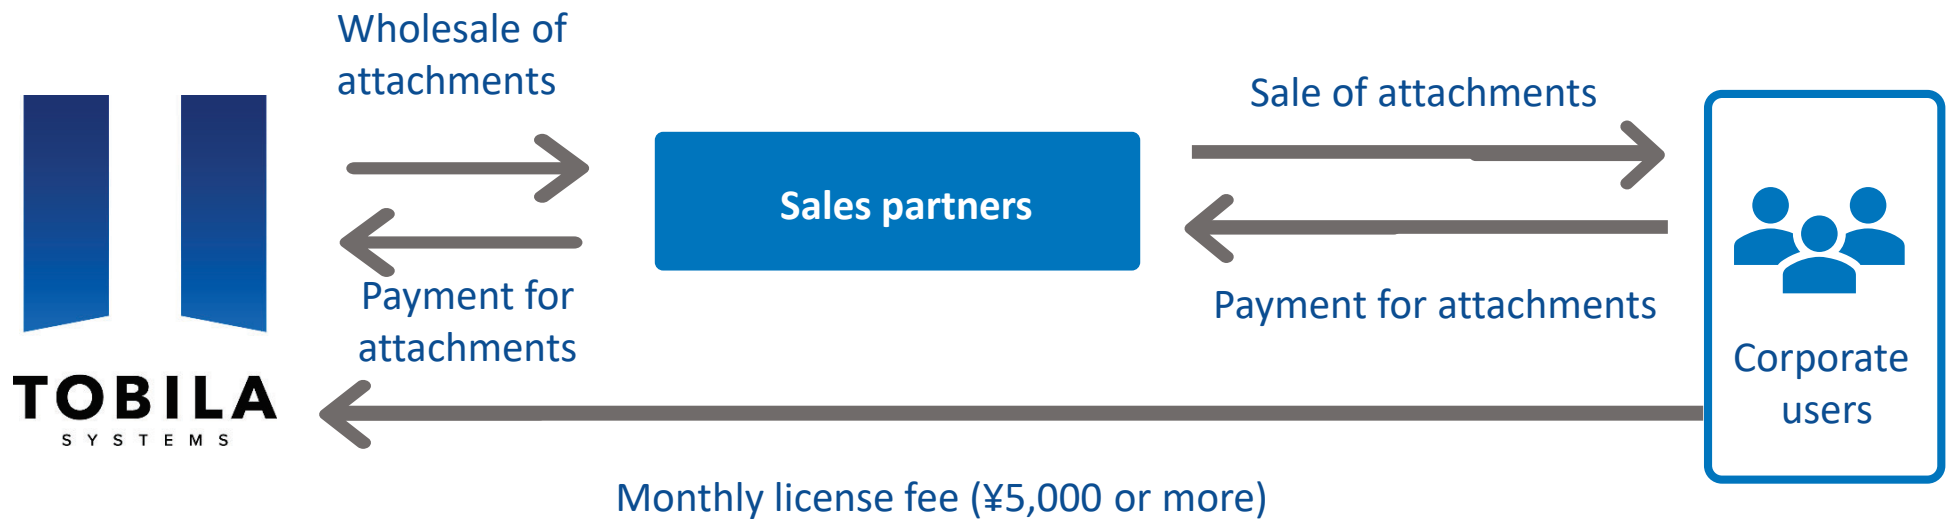 Wholesale of
attachments
Sale of attachments
Sales partners
Payment for
attachments
Payment for attachments
Corporate
users
TOBILA
SYSTEMS
Monthly license fee (¥5,000 or more)